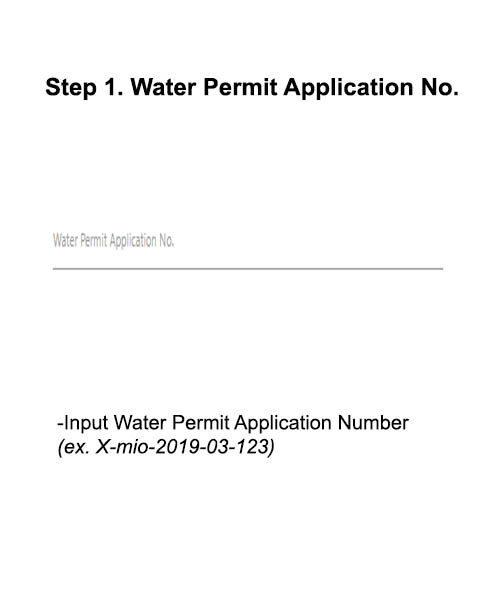 Step 1. Water Permit Application No.
Water Permit Application No.
-Input Water Permit Application Number
(ex. X-mio-2019-03-123)